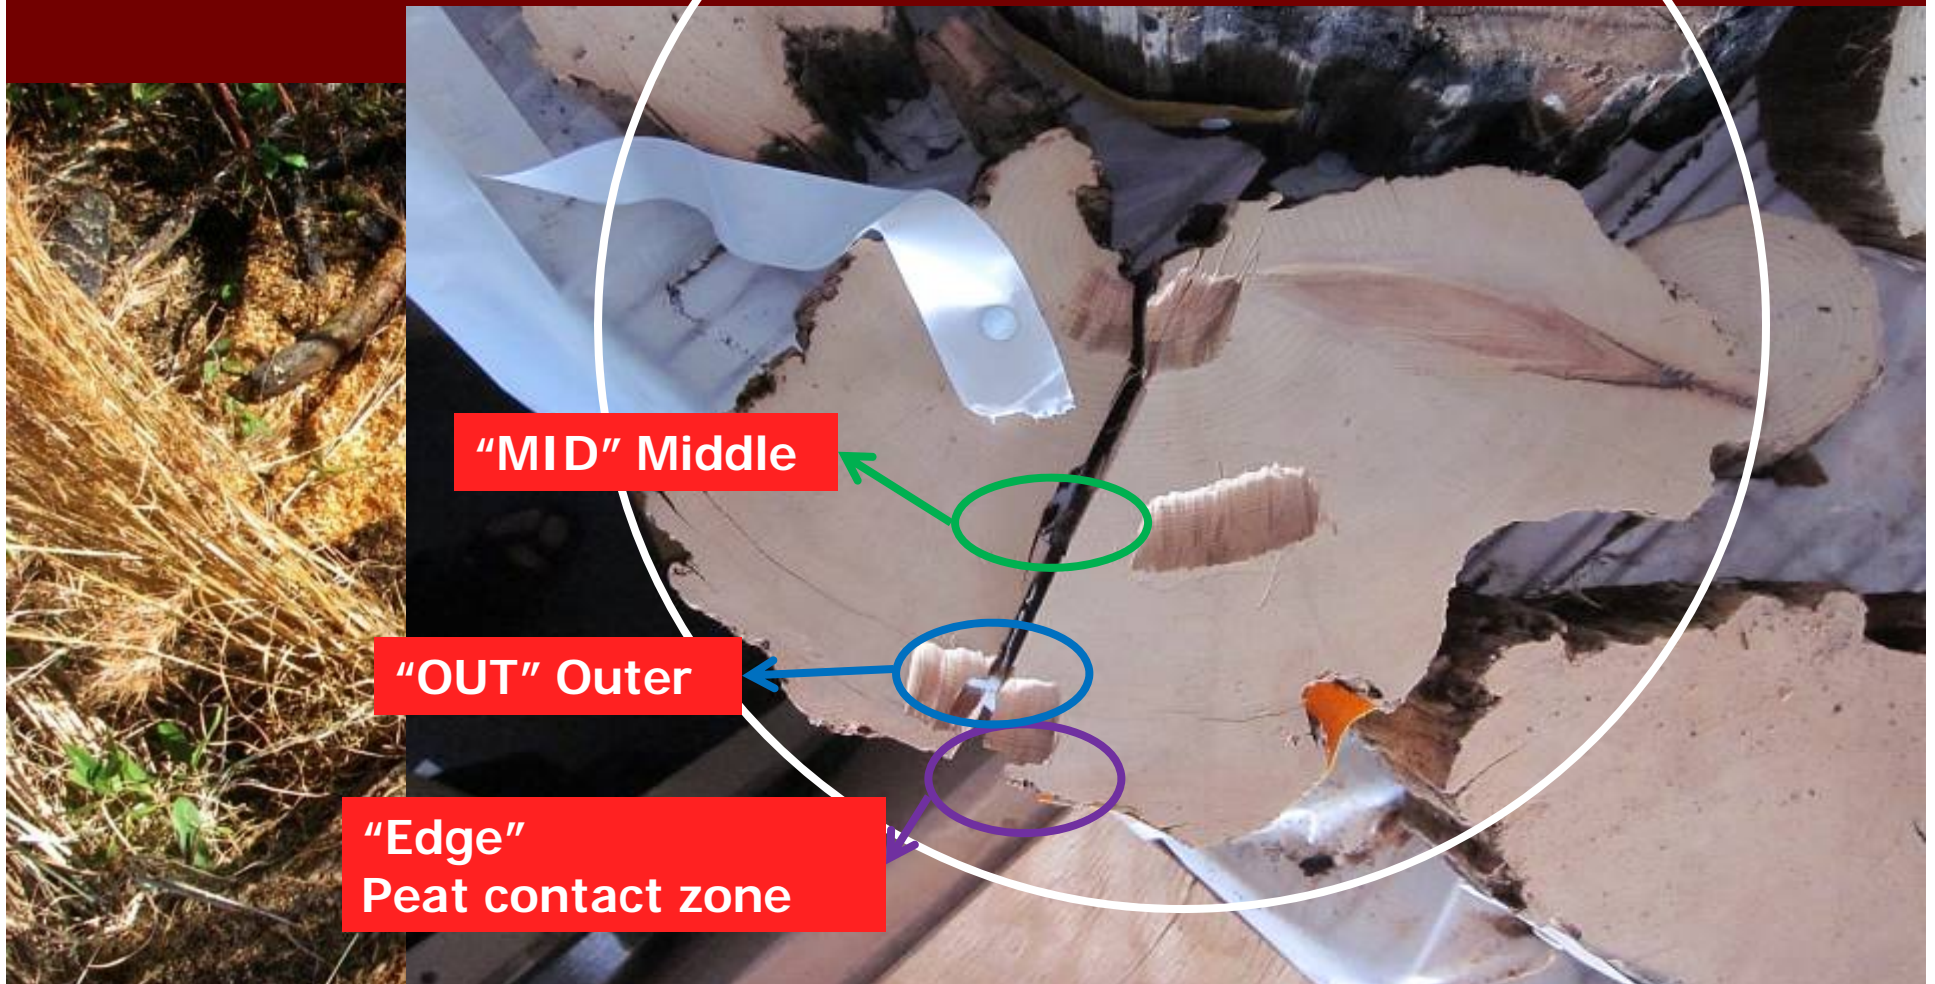 “MID” Middle
“OUT” Outer
“Edge”
Peat contact zone